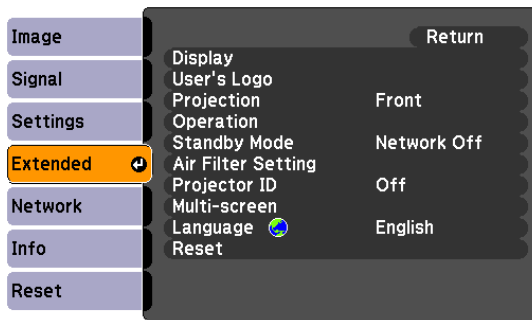 Image
Signal
Settings
Extended
Network
Info
Reset
Return
Display
User's Logo
Projection Front
Operation
Standby Mode Network Off
Air Filter Setting
Projector ID Off
Multi-screen
Language English
Reset